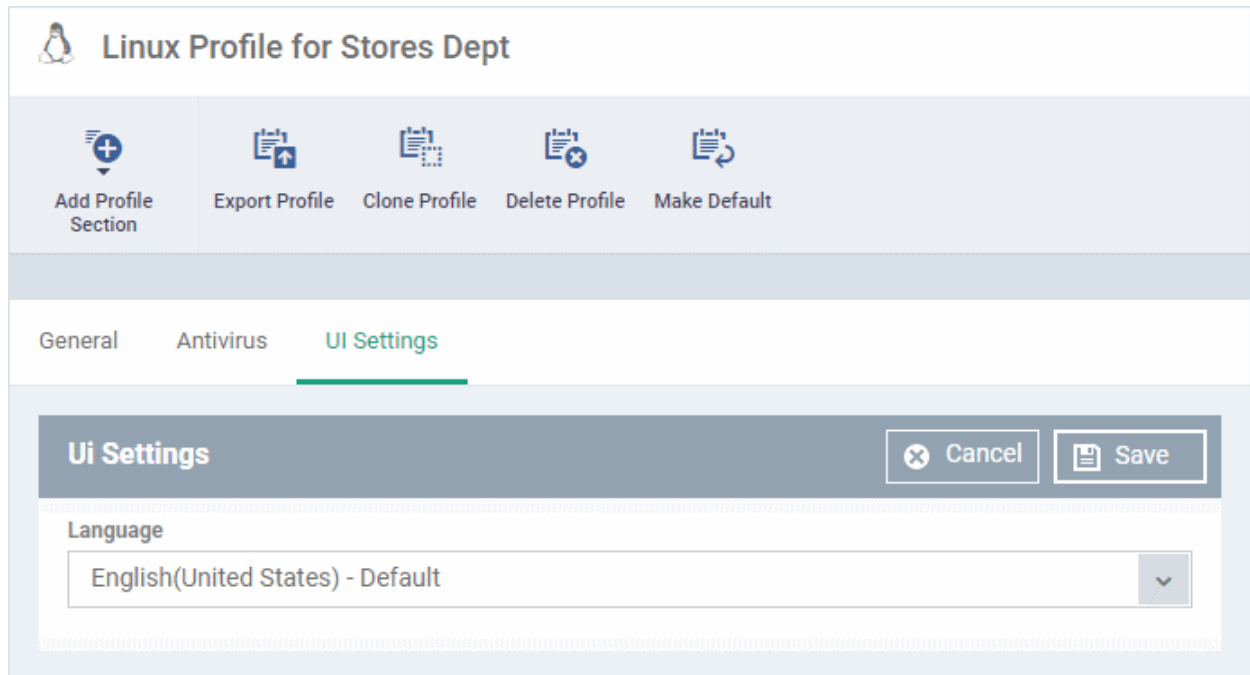 Linux Profile for Stores Dept
Add Profile
Section
Export Profile
Clone Profile
Delete Profile
Make Default
General
Antivirus
UI Settings
Ui Settings
Cancel
Save
Language
English(United States) - Default